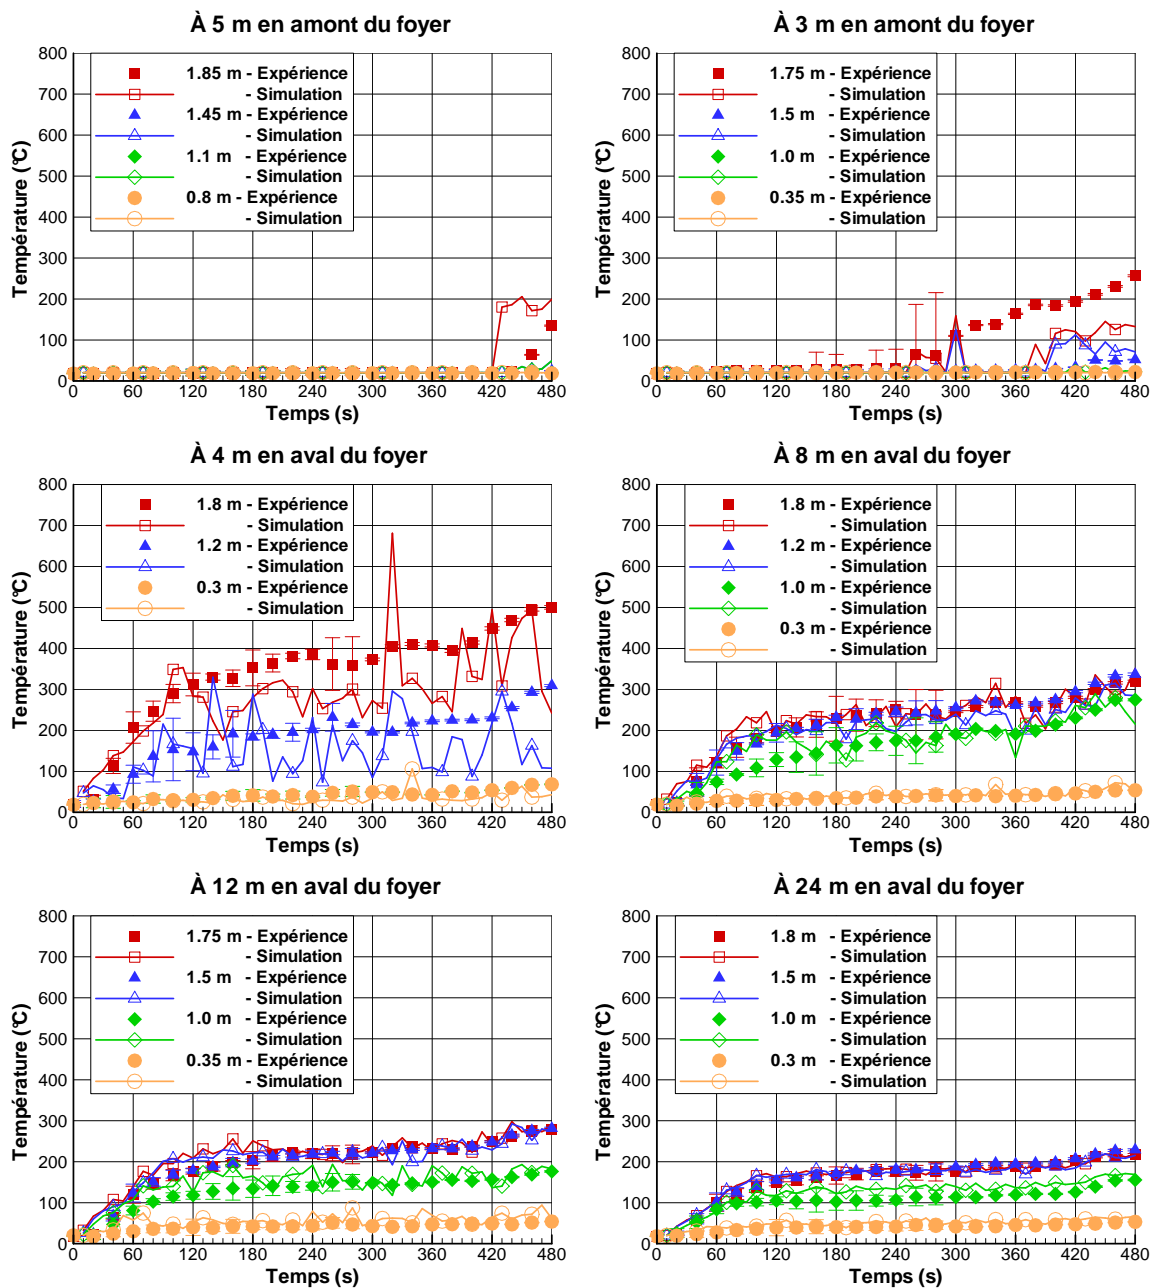 À 5 m en amont du foyer
Température (°C)
800
700
600
500
400
300
200
100
0
1.85 m - Expérience
- Simulation
1.45 m - Expérience
- Simulation
1.1 m - Expérience
- Simulation
0.8 m - Expérience
- Simulation
0 60 120 180 240 300 360 420 480
Temps (s)
À 3 m en amont du foyer
Température (°C)
800
700
600
500
400
300
200
100
0
1.75 m - Expérience
- Simulation
1.5 m - Expérience
- Simulation
1.0 m - Expérience
- Simulation
0.35 m - Expérience
- Simulation
0 60 120 180 240 300 360 420 480
Temps (s)
À 4 m en aval du foyer
Température (°C)
800
700
600
500
400
300
200
100
0
1.8 m - Expérience
- Simulation
1.2 m - Expérience
- Simulation
0.3 m - Expérience
- Simulation
0 60 120 180 240 300 360 420 480
Temps (s)
À 8 m en aval du foyer
Température (°C)
800
700
600
500
400
300
200
100
0
1.8 m - Expérience
- Simulation
1.2 m - Expérience
- Simulation
1.0 m - Expérience
- Simulation
0.3 m - Expérience
- Simulation
0 60 120 180 240 300 360 420 480
Temps (s)
À 12 m en aval du foyer
Température (°C)
800
700
600
500
400
300
200
100
0
1.75 m - Expérience
- Simulation
1.5 m - Expérience
- Simulation
1.0 m - Expérience
- Simulation
0.35 m - Expérience
- Simulation
0 60 120 180 240 300 360 420 480
Temps (s)
À 24 m en aval du foyer
Température (°C)
800
700
600
500
400
300
200
100
0
1.8 m - Expérience
- Simulation
1.5 m - Expérience
- Simulation
1.0 m - Expérience
- Simulation
0.3 m - Expérience
- Simulation
0 60 120 180 240 300 360 420 480
Temps (s)